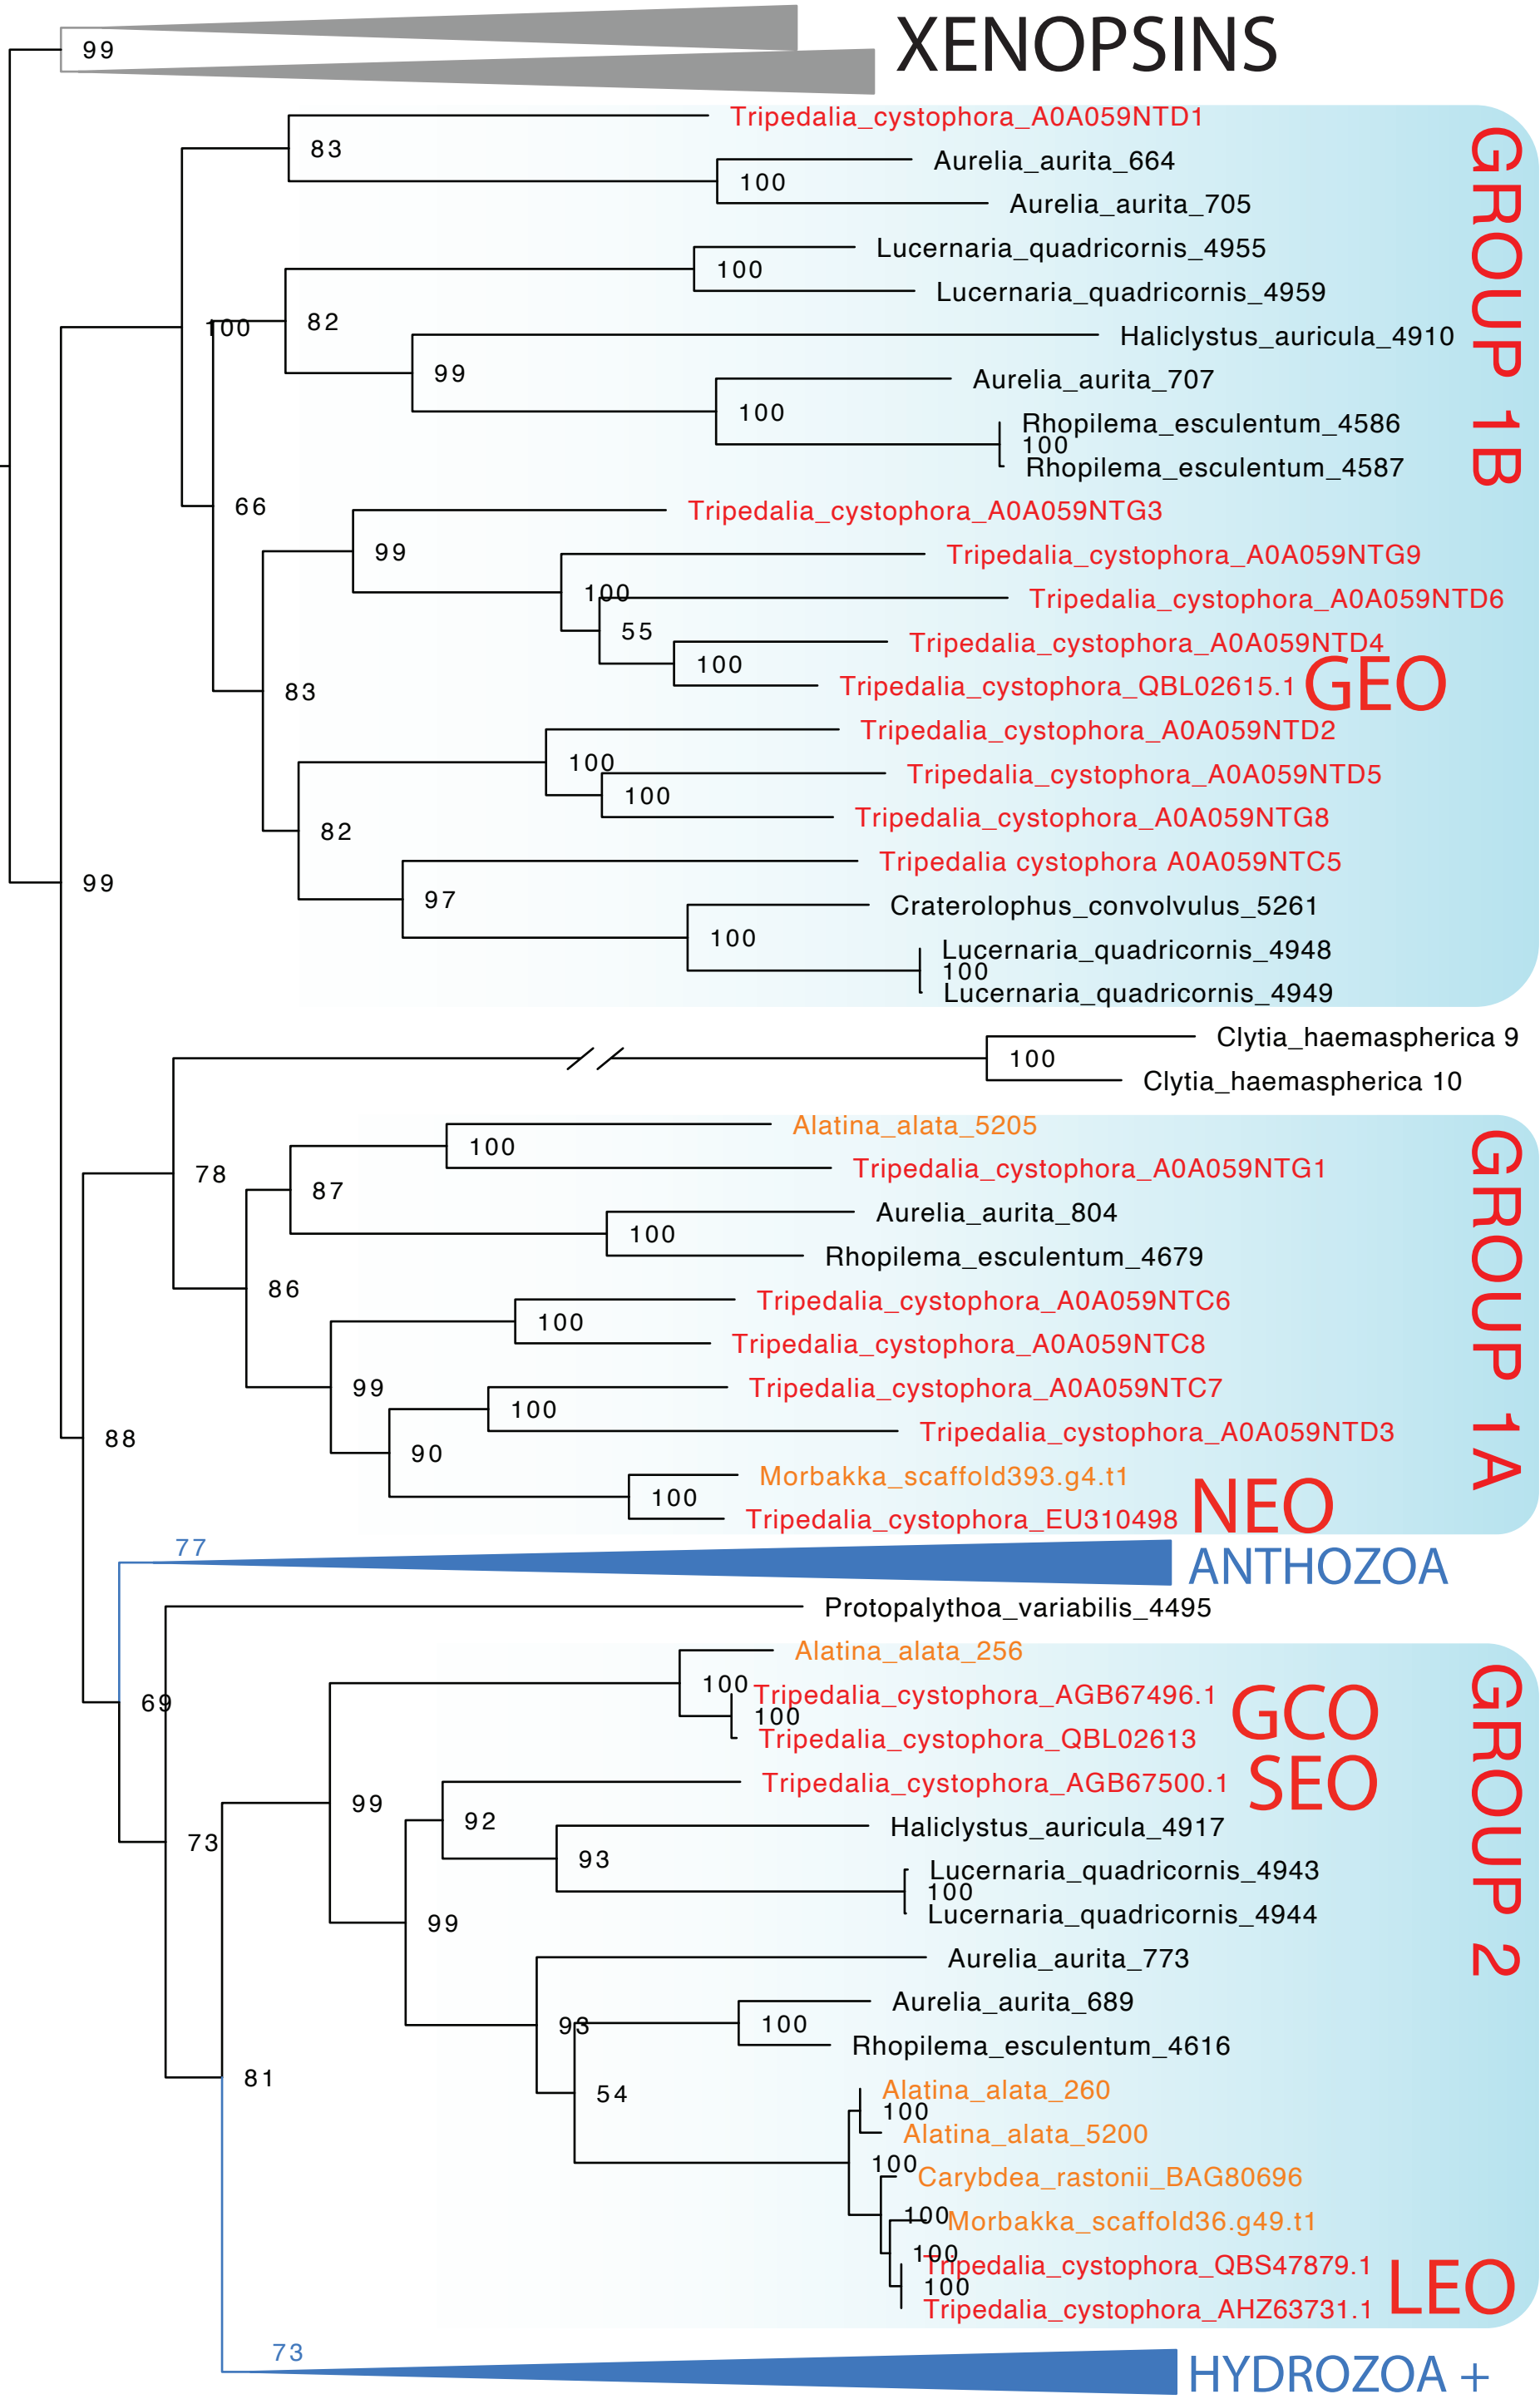 XENOPSINS
99
GROUP 1B
Tripedalia_cystophora_A0A059NTD1
83
Aurelia_aurita_664
100
Aurelia_aurita_705
Lucernaria_quadricornis_4955
100
Lucernaria_quadricornis_4959
100
82
Haliclystus_auricula_4910
99
Aurelia_aurita_707
100
Rhopilema_esculentum_4586
100
Rhopilema_esculentum_4587
66
Tripedalia_cystophora_A0A059NTG3
99
Tripedalia_cystophora_A0A059NTG9
100
Tripedalia_cystophora_A0A059NTD6
55
Tripedalia_cystophora_A0A059NTD4
100
Tripedalia_cystophora_QBL02615.1 GEO
83
Tripedalia_cystophora_A0A059NTD2
100
Tripedalia_cystophora_A0A059NTD5
100
Tripedalia_cystophora_A0A059NTG8
82
Tripedalia cystophora A0A059NTC5
99
97
Craterolophus_convolvulus_5261
100
Lucernaria_quadricornis_4948
100
Lucernaria_quadricornis_4949
Clytia_haemaspherica 9
100
Clytia_haemaspherica 10
GROUP 1A
Alatina_alata_5205
100
Tripedalia_cystophora_A0A059NTG1
78
87
Aurelia_aurita_804
100
Rhopilema_esculentum_4679
86
Tripedalia_cystophora_A0A059NTC6
100
Tripedalia_cystophora_A0A059NTC8
99
Tripedalia_cystophora_A0A059NTC7
100
Tripedalia_cystophora_A0A059NTD3
88
90
Morbakka_scaffold393.g4.t1
100
Tripedalia_cystophora_EU310498 NEO
77
ANTHOZOA
Protopalythoa_variabilis_4495
GROUP 2
Alatina_alata_256
100
Tripedalia_cystophora_AGB67496.1
69
100
GCO
Tripedalia_cystophora_QBL02613
Tripedalia_cystophora_AGB67500.1 SEO
99
92
Haliclystus_auricula_4917
73
93
Lucernaria_quadricornis_4943
100
Lucernaria_quadricornis_4944
99
Aurelia_aurita_773
Aurelia_aurita_689
93
100
Rhopilema_esculentum_4616
81
54
Alatina_alata_260
100
Alatina_alata_5200
100
Carybdea_rastonii_BAG80696
100
Morbakka_scaffold36.g49.t1
100
Tripedalia_cystophora_QBS47879.1
100
LEO
Tripedalia_cystophora_AHZ63731.1
73
HYDROZOA +